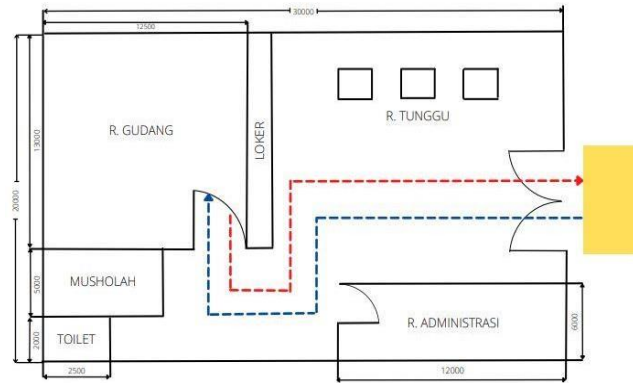 30000
12500
R. GUDANG
LOKER
R. TUNGGU
13000
20000
MUSHOLAH
5000
TOILET
2000
2500
R. ADMINISTRASI
6000
12000